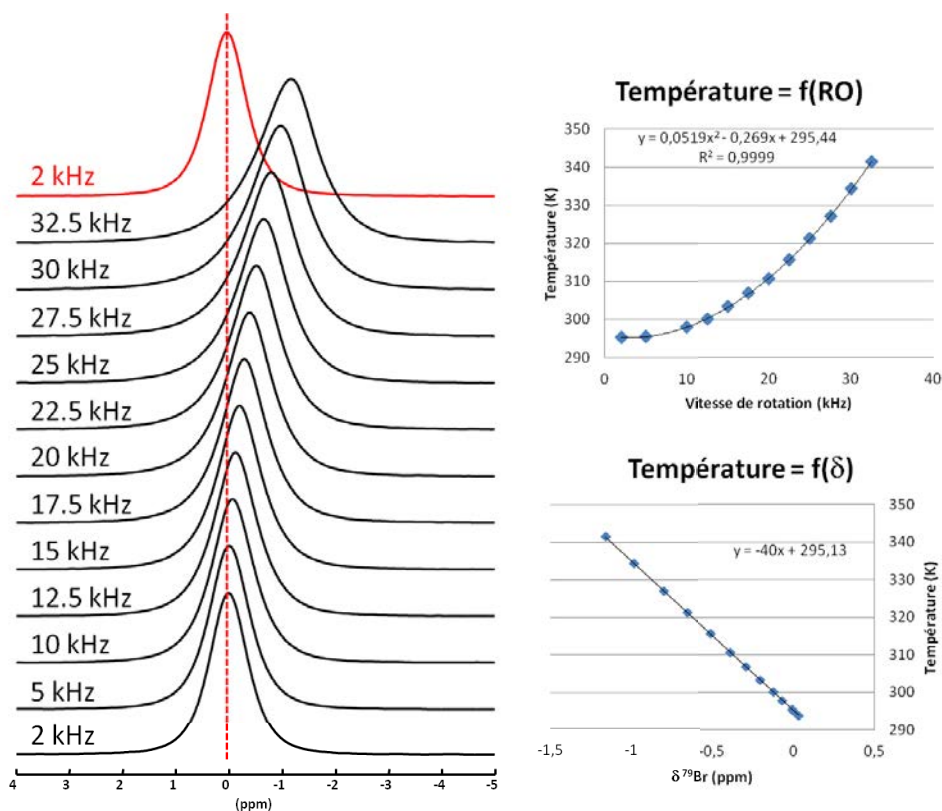 2 kHz
32.5 kHz
30 kHz
27.5 kHz
25 kHz
22.5 kHz
20 kHz
17.5 kHz
15 kHz
12.5 kHz
10 kHz
5 kHz
2 kHz
4 3 2 1 0 -1 -2 -3 -4 -5
(ppm)
Température = f(RO)
y = 0,0519x² - 0,269x + 295,44
R² = 0,9999
350
340
330
320
310
300
290
Température (K)
0 10 20 30 40
Vitesse de rotation (kHz)
Température = f(δ)
y = -40x + 295,13
350
340
330
320
310
300
290
Température (K)
-1,5 -1 -0,5 0 0,5
δ ⁷⁹Br (ppm)